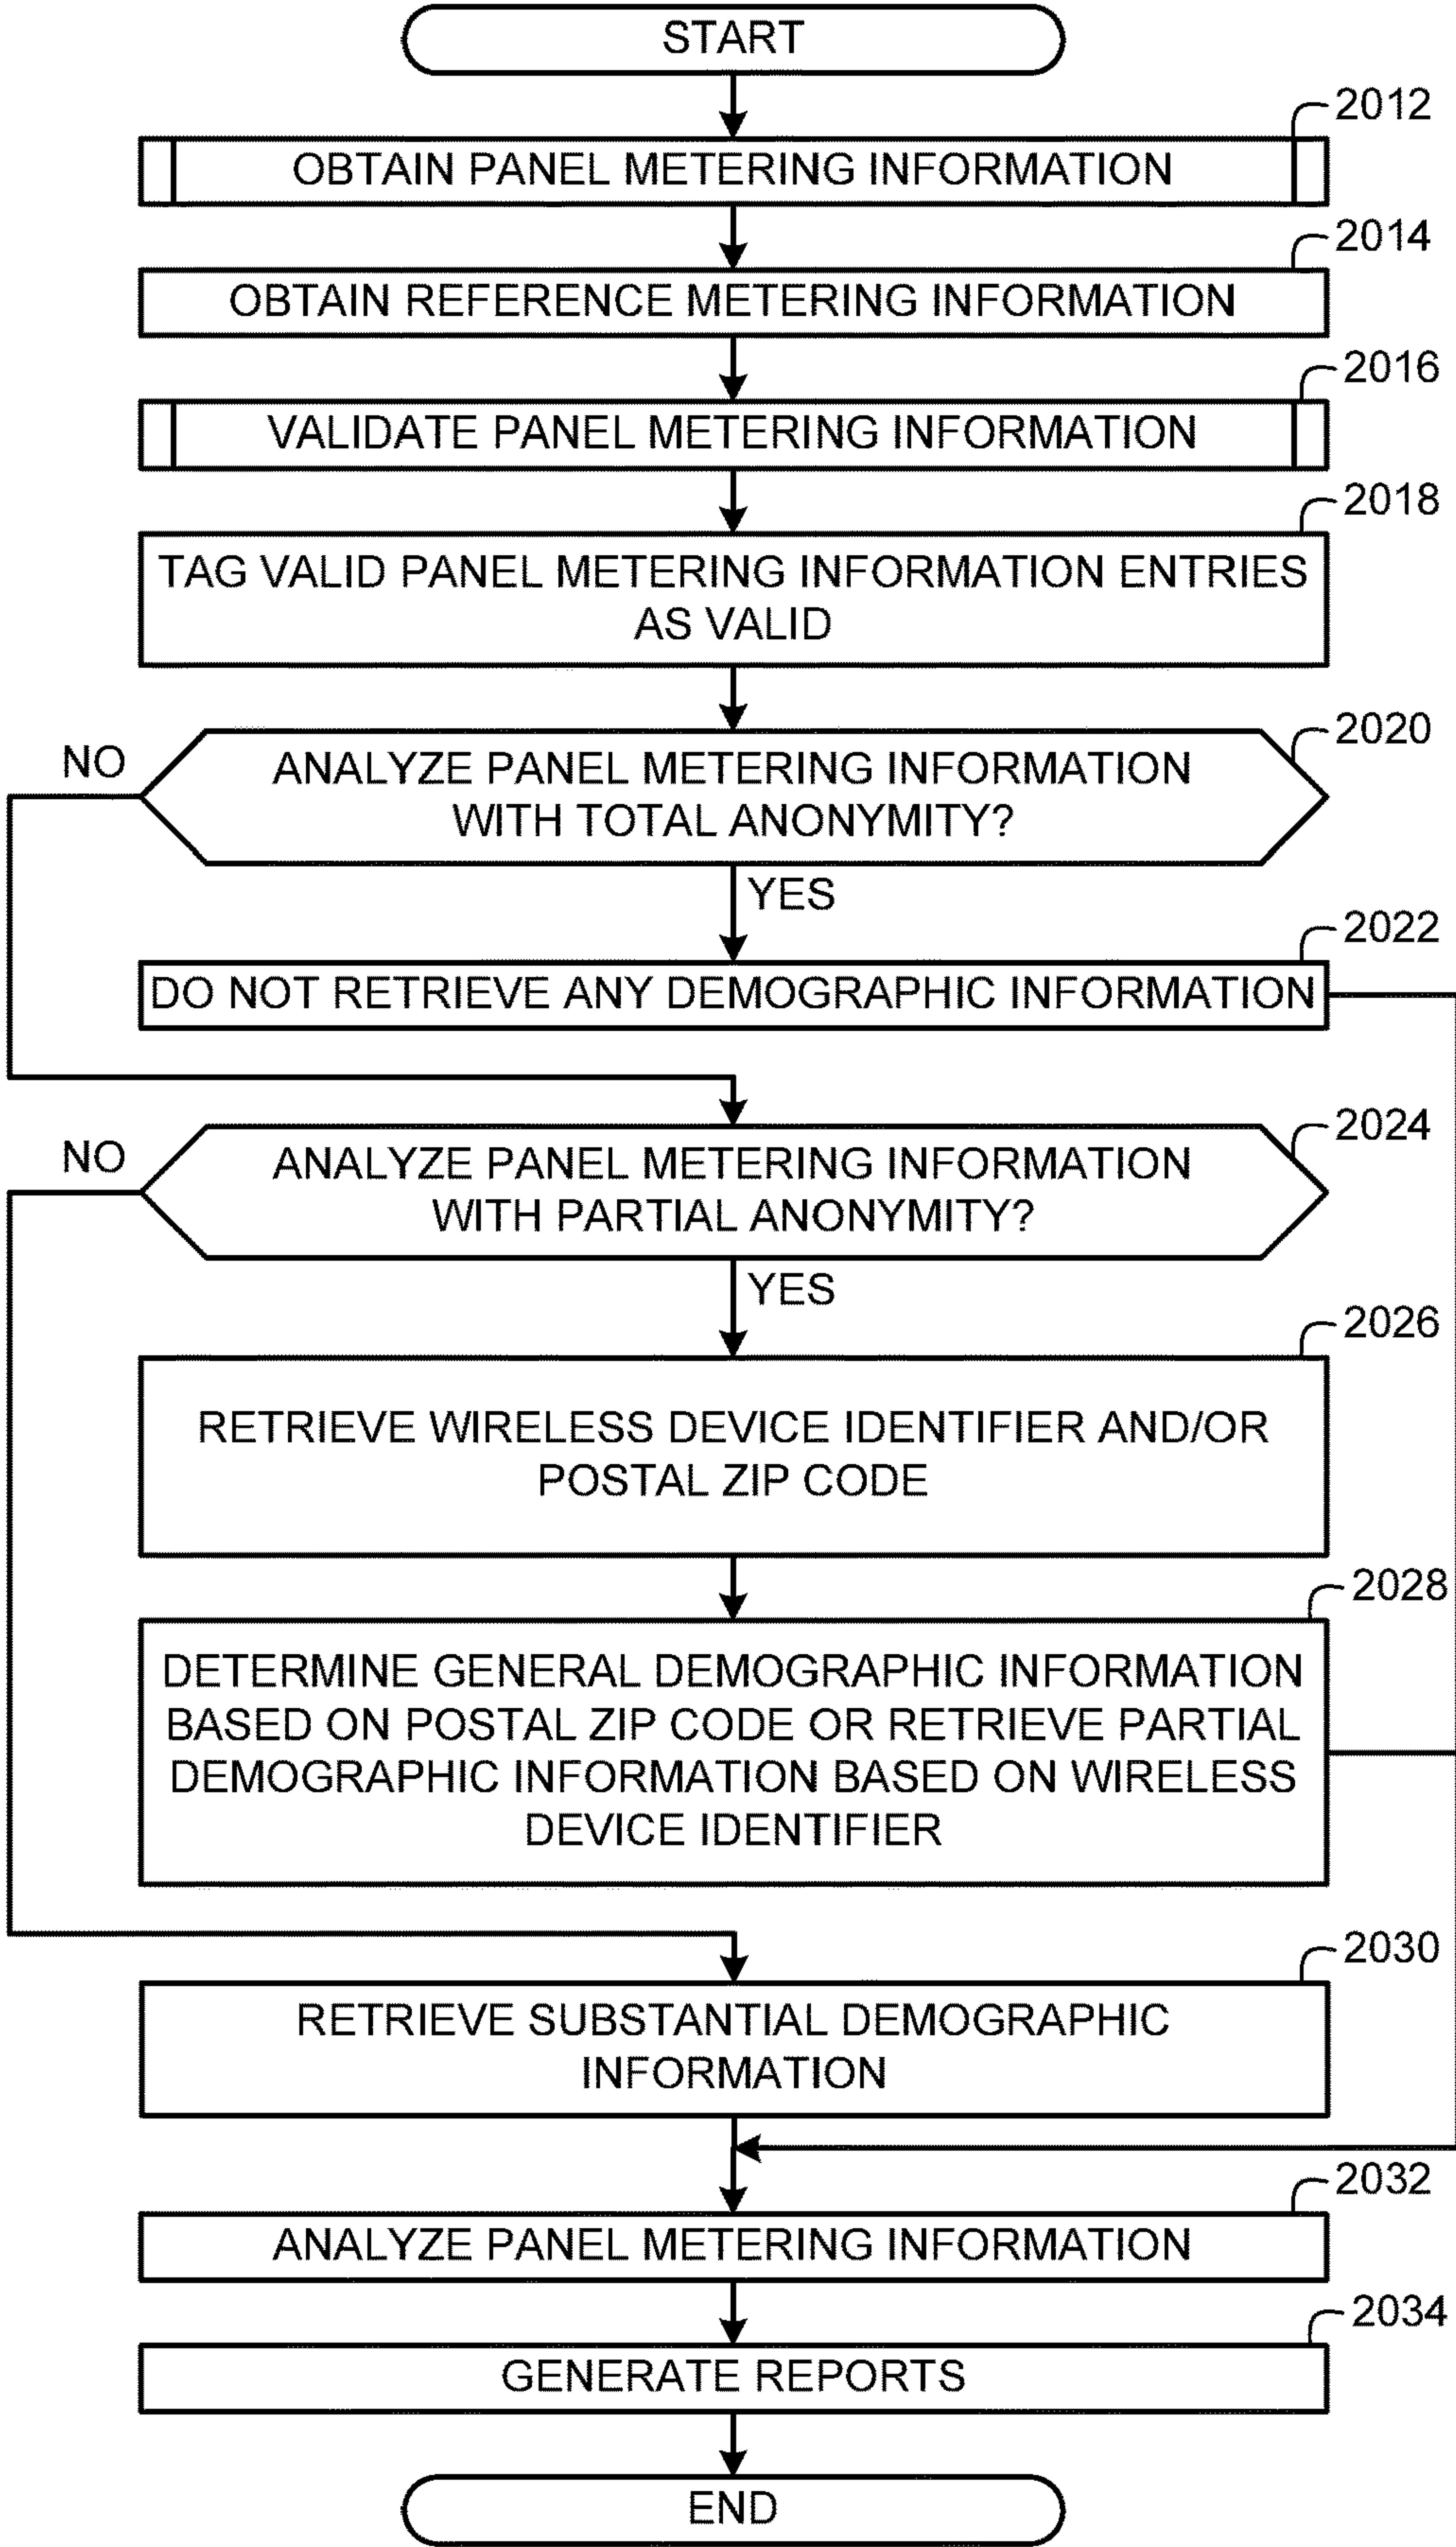 START
2012
OBTAIN PANEL METERING INFORMATION
2014
OBTAIN REFERENCE METERING INFORMATION
2016
VALIDATE PANEL METERING INFORMATION
2018
TAG VALID PANEL METERING INFORMATION ENTRIES
AS VALID
2020
NO
ANALYZE PANEL METERING INFORMATION
WITH TOTAL ANONYMITY?
YES
2022
DO NOT RETRIEVE ANY DEMOGRAPHIC INFORMATION
2024
NO
ANALYZE PANEL METERING INFORMATION
WITH PARTIAL ANONYMITY?
YES
2026
RETRIEVE WIRELESS DEVICE IDENTIFIER AND/OR
POSTAL ZIP CODE
2028
DETERMINE GENERAL DEMOGRAPHIC INFORMATION
BASED ON POSTAL ZIP CODE OR RETRIEVE PARTIAL
DEMOGRAPHIC INFORMATION BASED ON WIRELESS
DEVICE IDENTIFIER
2030
RETRIEVE SUBSTANTIAL DEMOGRAPHIC
INFORMATION
2032
ANALYZE PANEL METERING INFORMATION
2034
GENERATE REPORTS
END